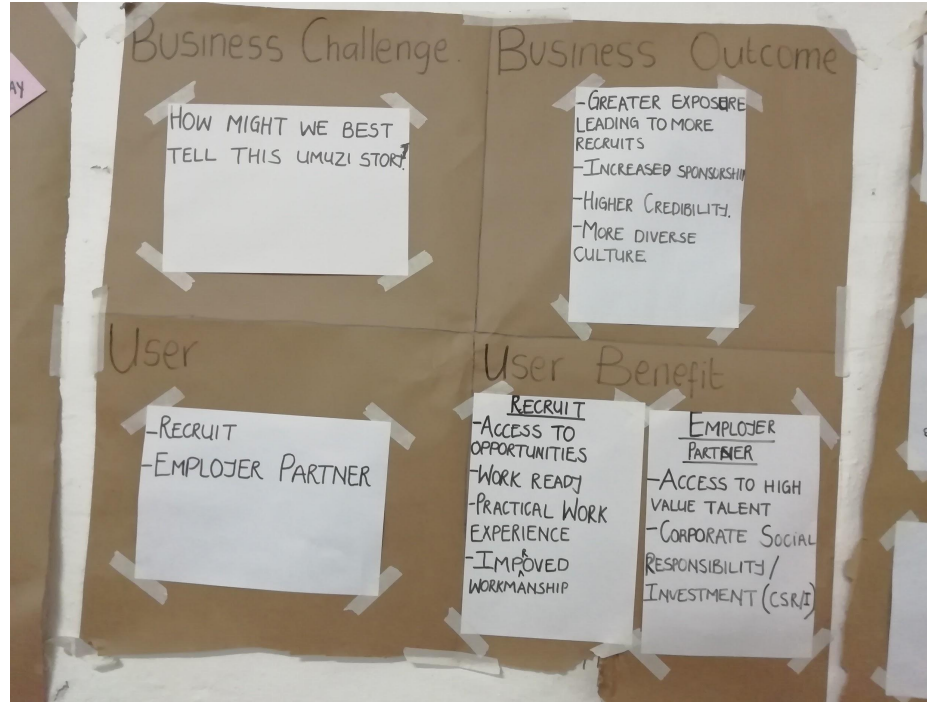 AY
Business Challenge.
HOW MIGHT WE BEST
TELL THIS UMUZI STORY?
Business Outcome
-GREATER EXPOSURE
LEADING TO MORE
RECRUITS
-INCREASED SPONSORSHIP
-HIGHER CREDIBILITY.
-MORE DIVERSE
CULTURE
User
-RECRUIT
-EMPLOYER PARTNER
User Benefit
RECRUIT
-ACCESS TO
OPPORTUNITIES
-WORK READY
-PRACTICAL WORK
EXPERIENCE
-IMPROVED
WORKMANSHIP
EMPLOYER
PARTNER
-ACCESS TO HIGH
VALUE TALENT
-CORPORATE SOCIAL
RESPONSIBILITY/
INVESTMENT (CSR/I)